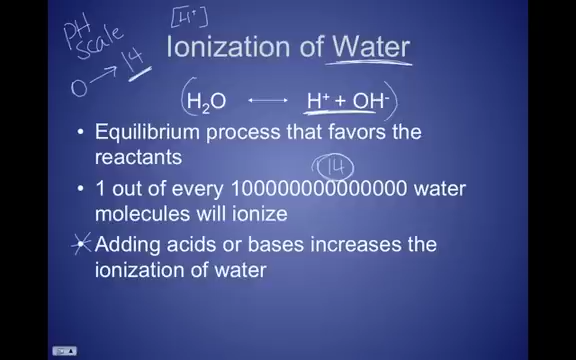 PH
scale
0 → 14
[H⁺]
Ionization of Water
(H₂O ↔ H⁺ + OH⁻)
• Equilibrium process that favors the
reactants
14
• 1 out of every 100000000000000 water
molecules will ionize
• Adding acids or bases increases the
ionization of water